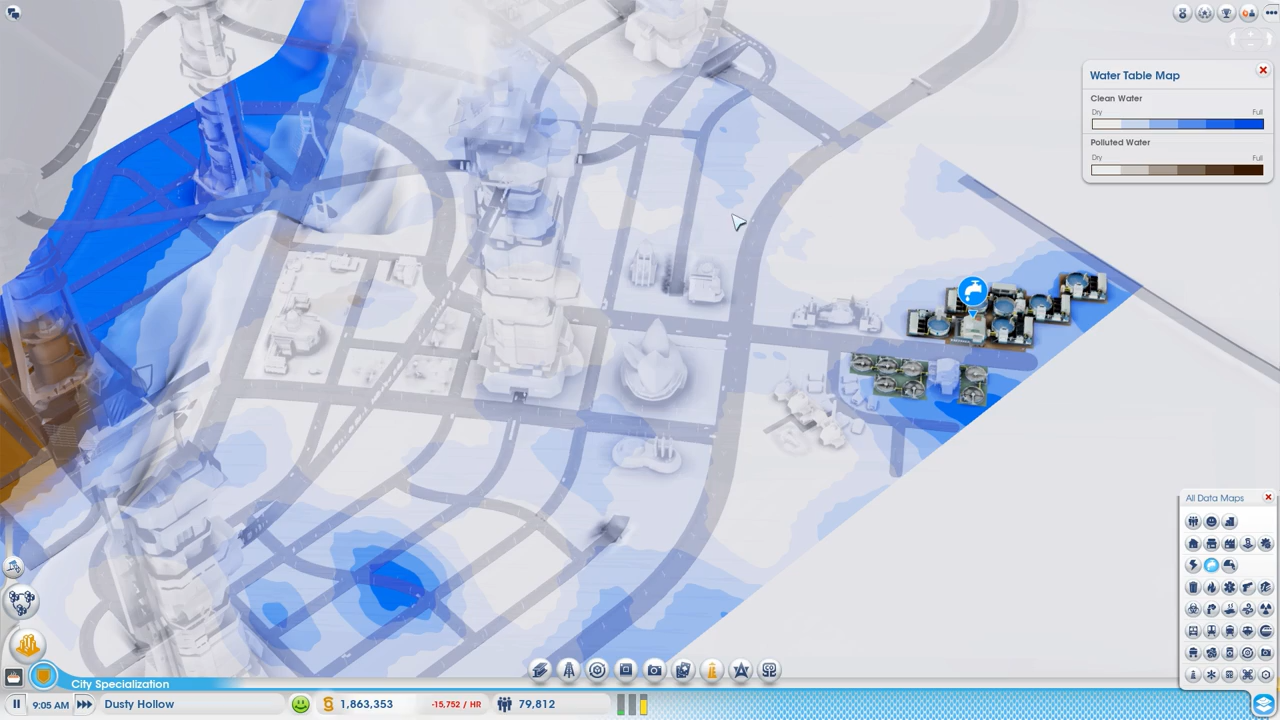 Water Table Map
Clean Water
Dry Full
Polluted Water
Dry Full
All Data Maps
City Specialization
9:05 AM Dusty Hollow 1,863,353 -15,752 / HR 79,812